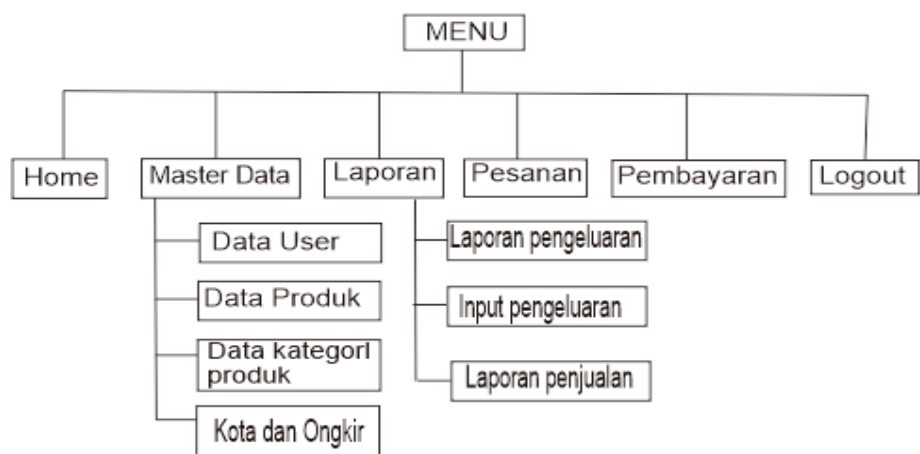 MENU
Home
Master Data
Laporan
Pesanan
Pembayaran
Logout
Data User
Data Produk
Data kategorI
produk
Kota dan Ongkir
Laporan pengeluaran
Input pengeluaran
Laporan penjualan